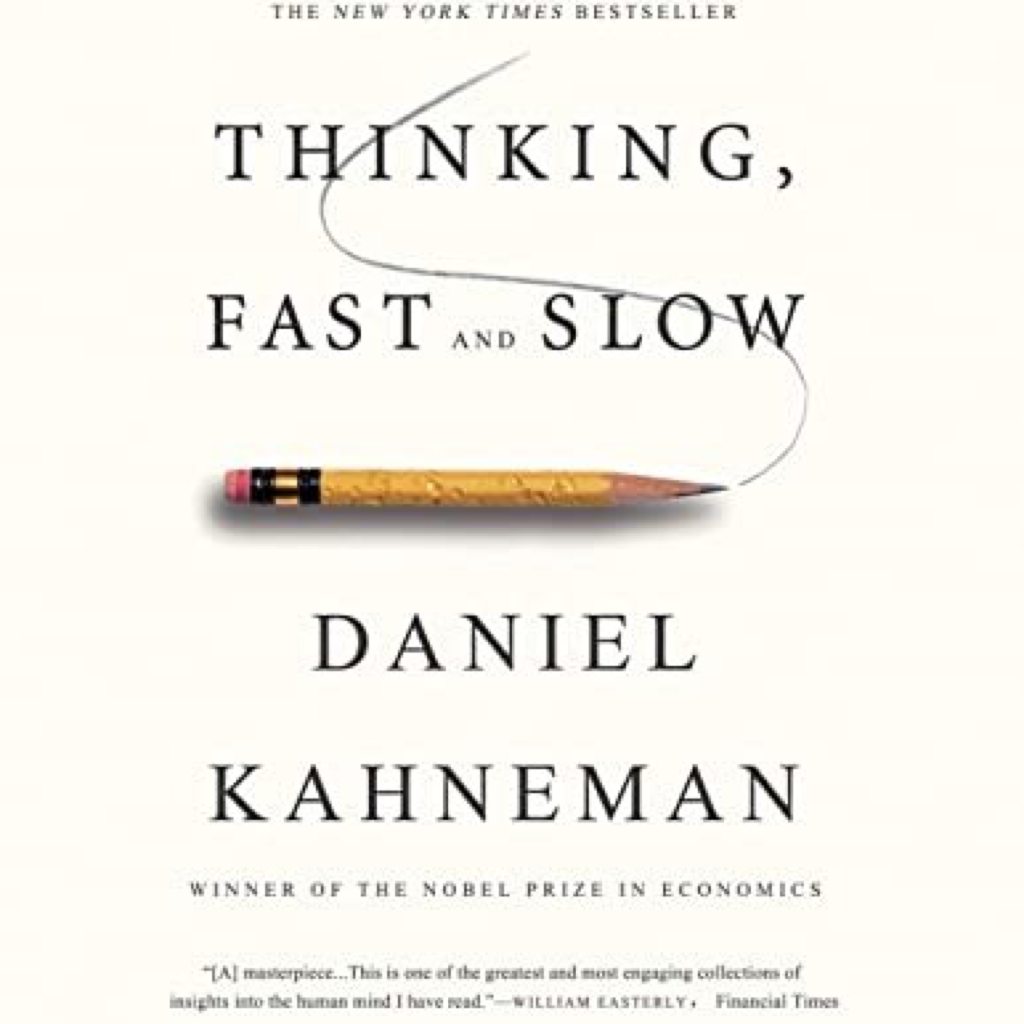 THE NEW YORK TIMES BESTSELLER
THINKING,
FAST AND SLOW
DANIEL
KAHNEMAN
WINNER OF THE NOBEL PRIZE IN ECONOMICS
“[A] masterpiece...This is one of the greatest and most engaging collections of
insights into the human mind I have read.”—WILLIAM EASTERLY, Financial Times